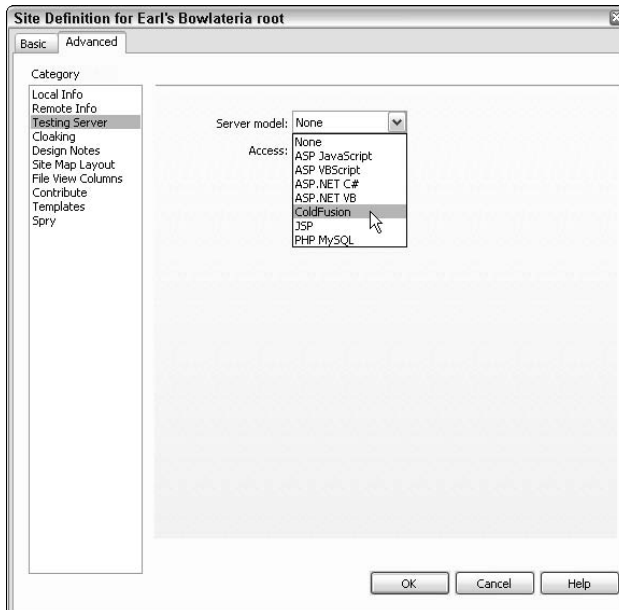 Site Definition for Earl's Bowlateria root
Basic
Advanced
Category
Local Info
Remote Info
Testing Server
Cloaking
Design Notes
Site Map Layout
File View Columns
Contribute
Templates
Spry
Server model: None
Access:
None
ASP JavaScript
ASP VBScript
ASP.NET C#
ASP.NET VB
ColdFusion
JSP
PHP MySQL
OK
Cancel
Help